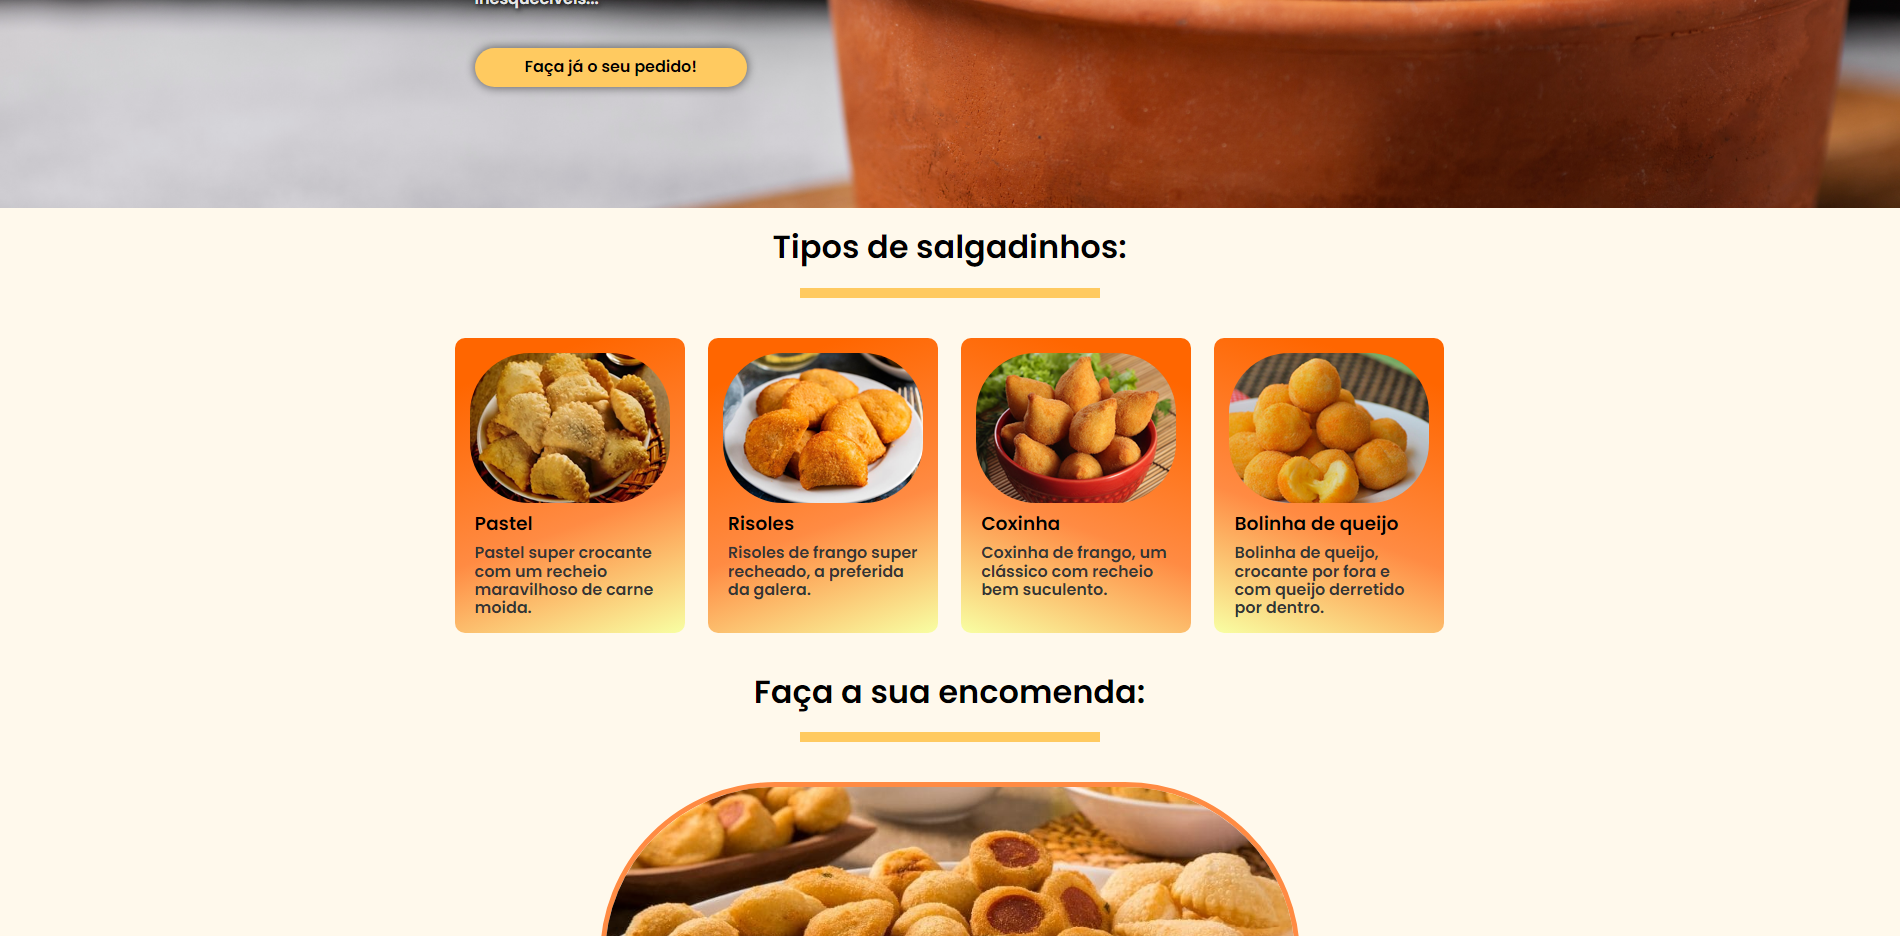 inesquecíveis...
Faça já o seu pedido!
Tipos de salgadinhos:
Pastel
Pastel super crocante
com um recheio
maravilhoso de carne
moida.
Risoles
Risoles de frango super
recheado, a preferida
da galera.
Coxinha
Coxinha de frango, um
clássico com recheio
bem suculento.
Bolinha de queijo
Bolinha de queijo,
crocante por fora e
com queijo derretido
por dentro.
Faça a sua encomenda: